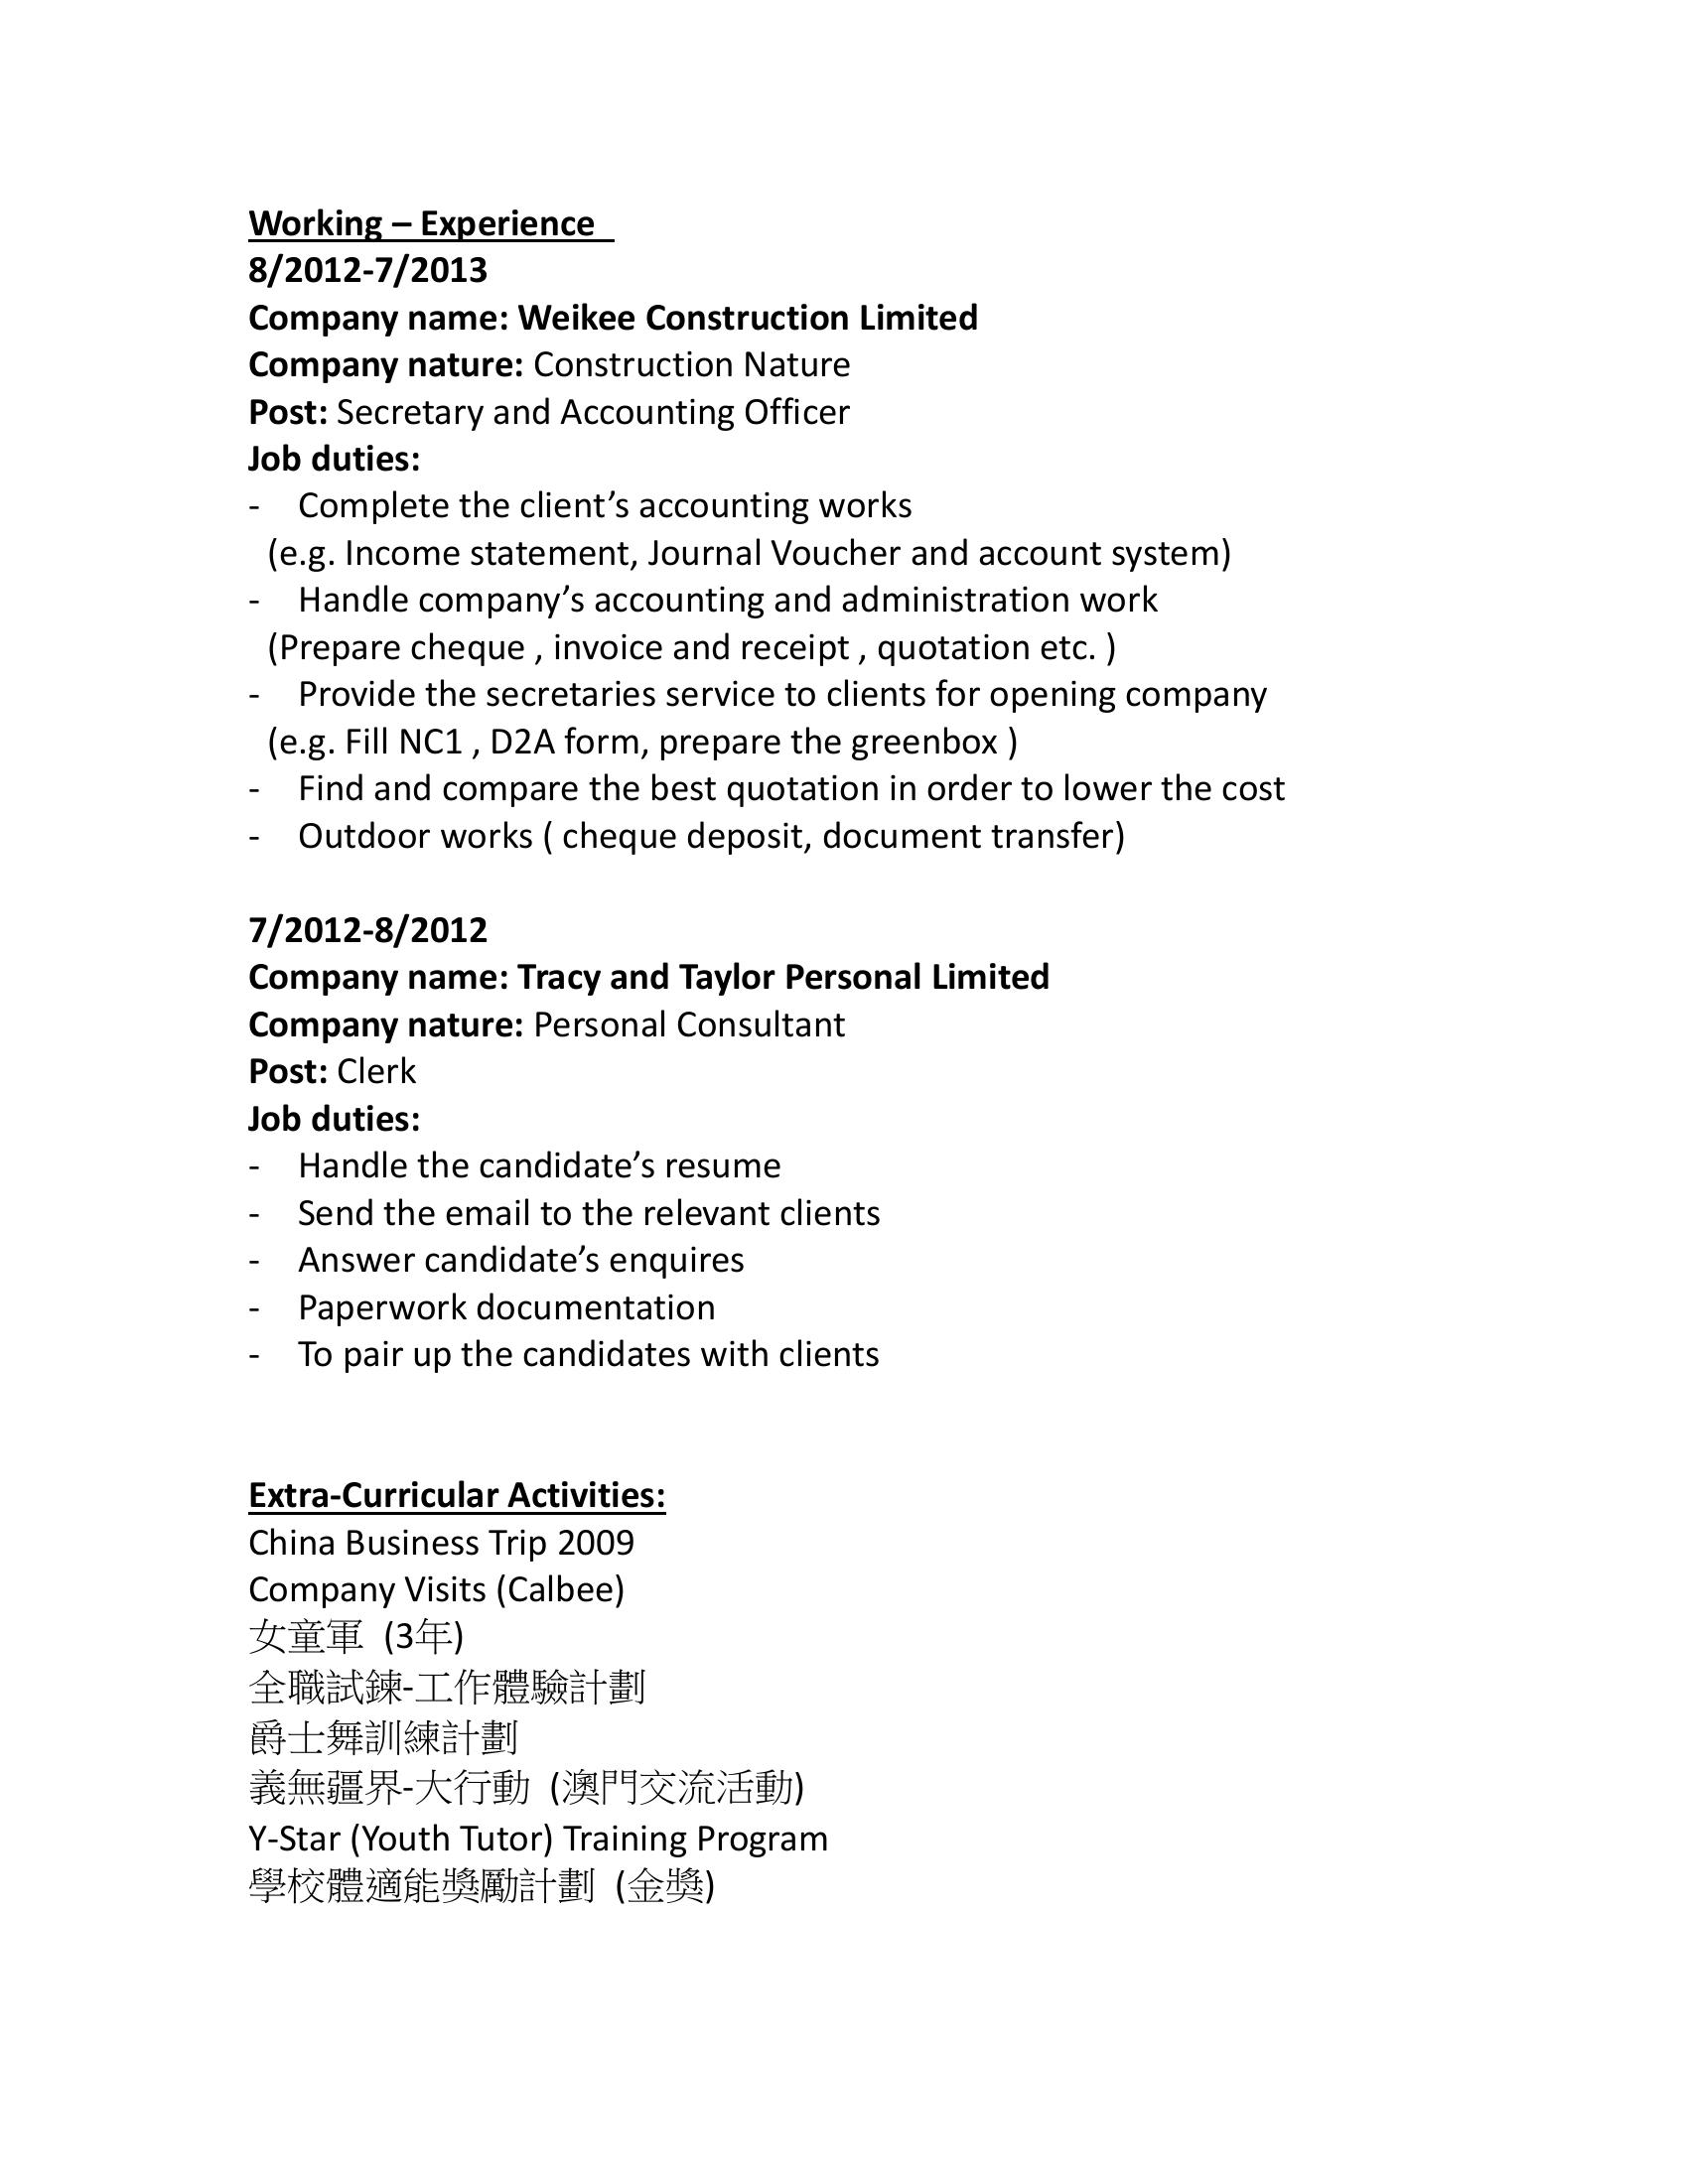 Working – Experience
8/2012-7/2013
Company name: Weikee Construction Limited
Company nature: Construction Nature
Post: Secretary and Accounting Officer
Job duties:
- Complete the client’s accounting works
(e.g. Income statement, Journal Voucher and account system)
- Handle company’s accounting and administration work
(Prepare cheque , invoice and receipt , quotation etc. )
- Provide the secretaries service to clients for opening company
(e.g. Fill NC1 , D2A form, prepare the greenbox )
- Find and compare the best quotation in order to lower the cost
- Outdoor works ( cheque deposit, document transfer)
7/2012-8/2012
Company name: Tracy and Taylor Personal Limited
Company nature: Personal Consultant
Post: Clerk
Job duties:
- Handle the candidate’s resume
- Send the email to the relevant clients
- Answer candidate’s enquires
- Paperwork documentation
- To pair up the candidates with clients
Extra-Curricular Activities:
China Business Trip 2009
Company Visits (Calbee)
女童軍 (3年)
全職試鍊-工作體驗計劃
爵士舞訓練計劃
義無疆界-大行動 (澳門交流活動)
Y-Star (Youth Tutor) Training Program
學校體適能獎勵計劃 (金獎)